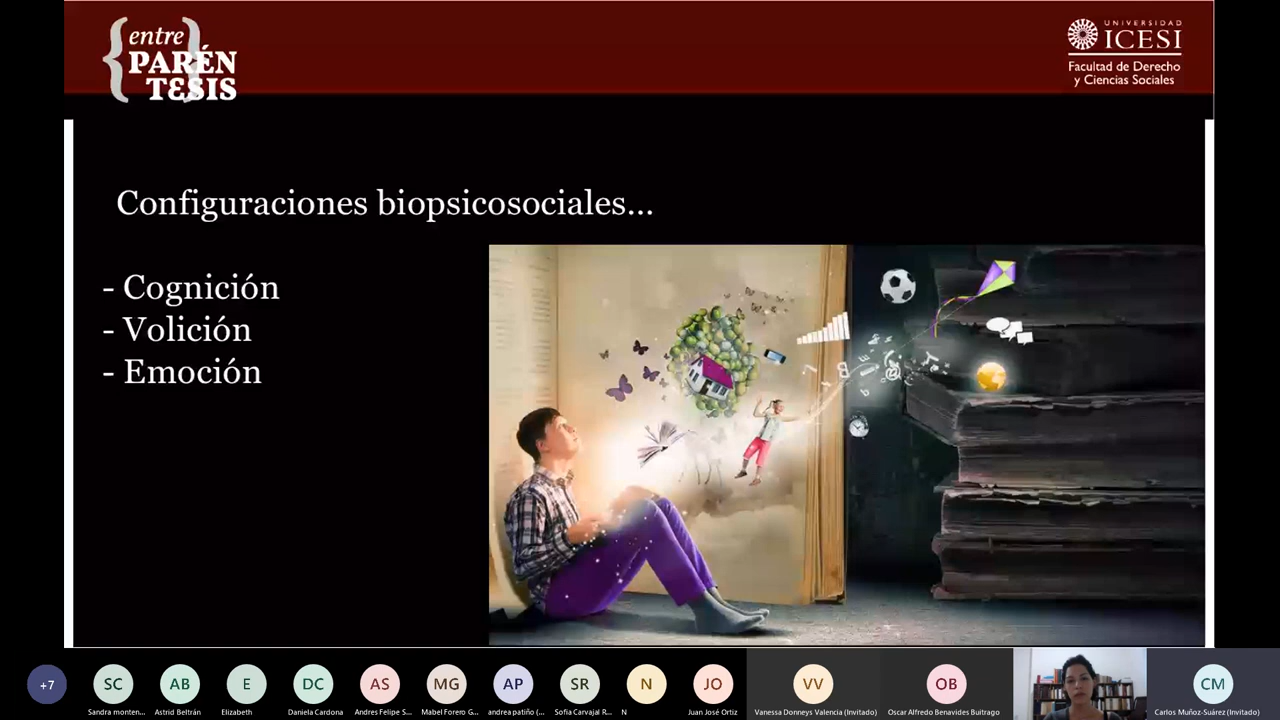 {entre}
PARÉN
TESIS
UNIVERSIDAD
ICESI
Facultad de Derecho
y Ciencias Sociales
Configuraciones biopsicosociales...
- Cognición
- Volición
- Emoción
+7
SC
AB
E
DC
AS
MG
AP
SR
N
JO
VV
OB
CM
Sandra monten...
Astrid Beltrán
Elizabeth
Daniela Cardona
Andres Felipe S...
Mabel Forero G...
andrea patiño (...
Sofia Carvajal R...
N
Juan José Ortiz
Vanessa Donneys Valencia (Invitado)
Oscar Alfredo Benavides Buitrago
Carlos Muñoz-Suárez (Invitado)